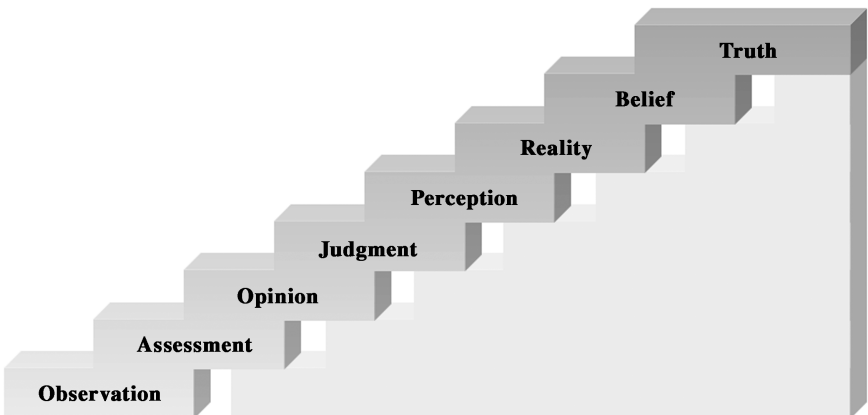 Truth
Belief
Reality
Perception
Judgment
Opinion
Assessment
Observation